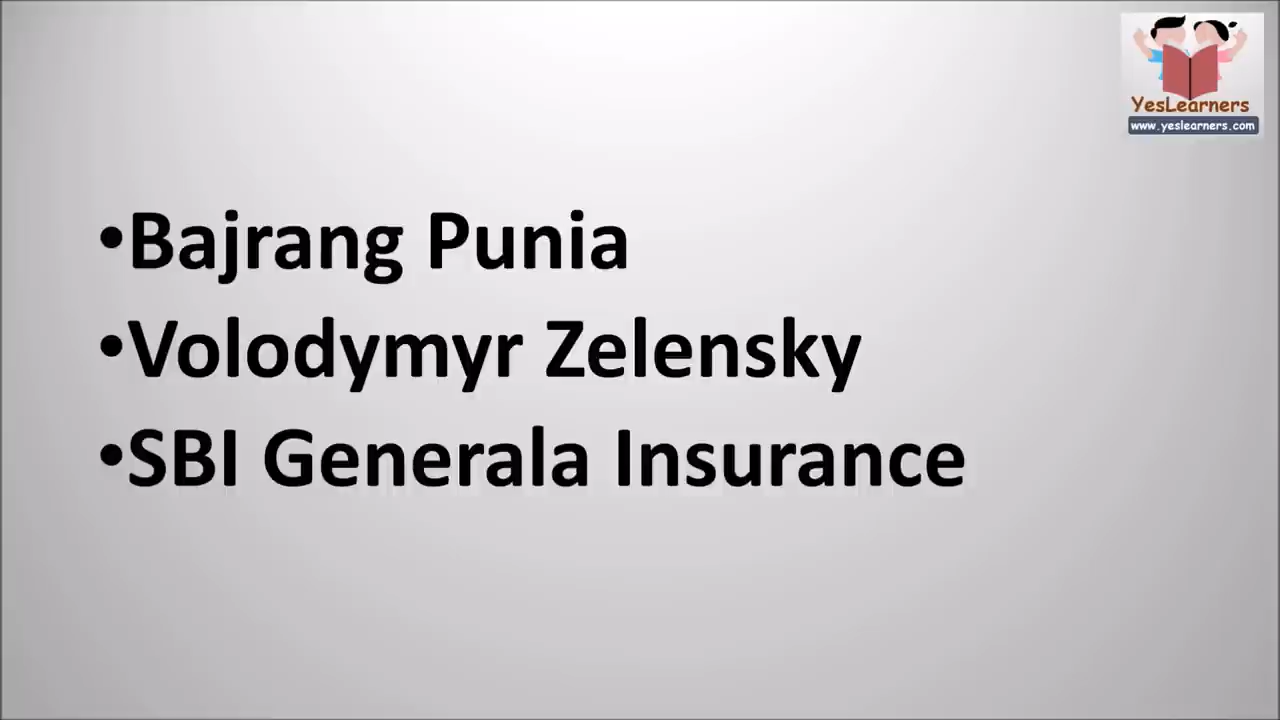 YesLearners
www.yeslearners.com
•Bajrang Punia
•Volodymyr Zelensky
•SBI Generala Insurance